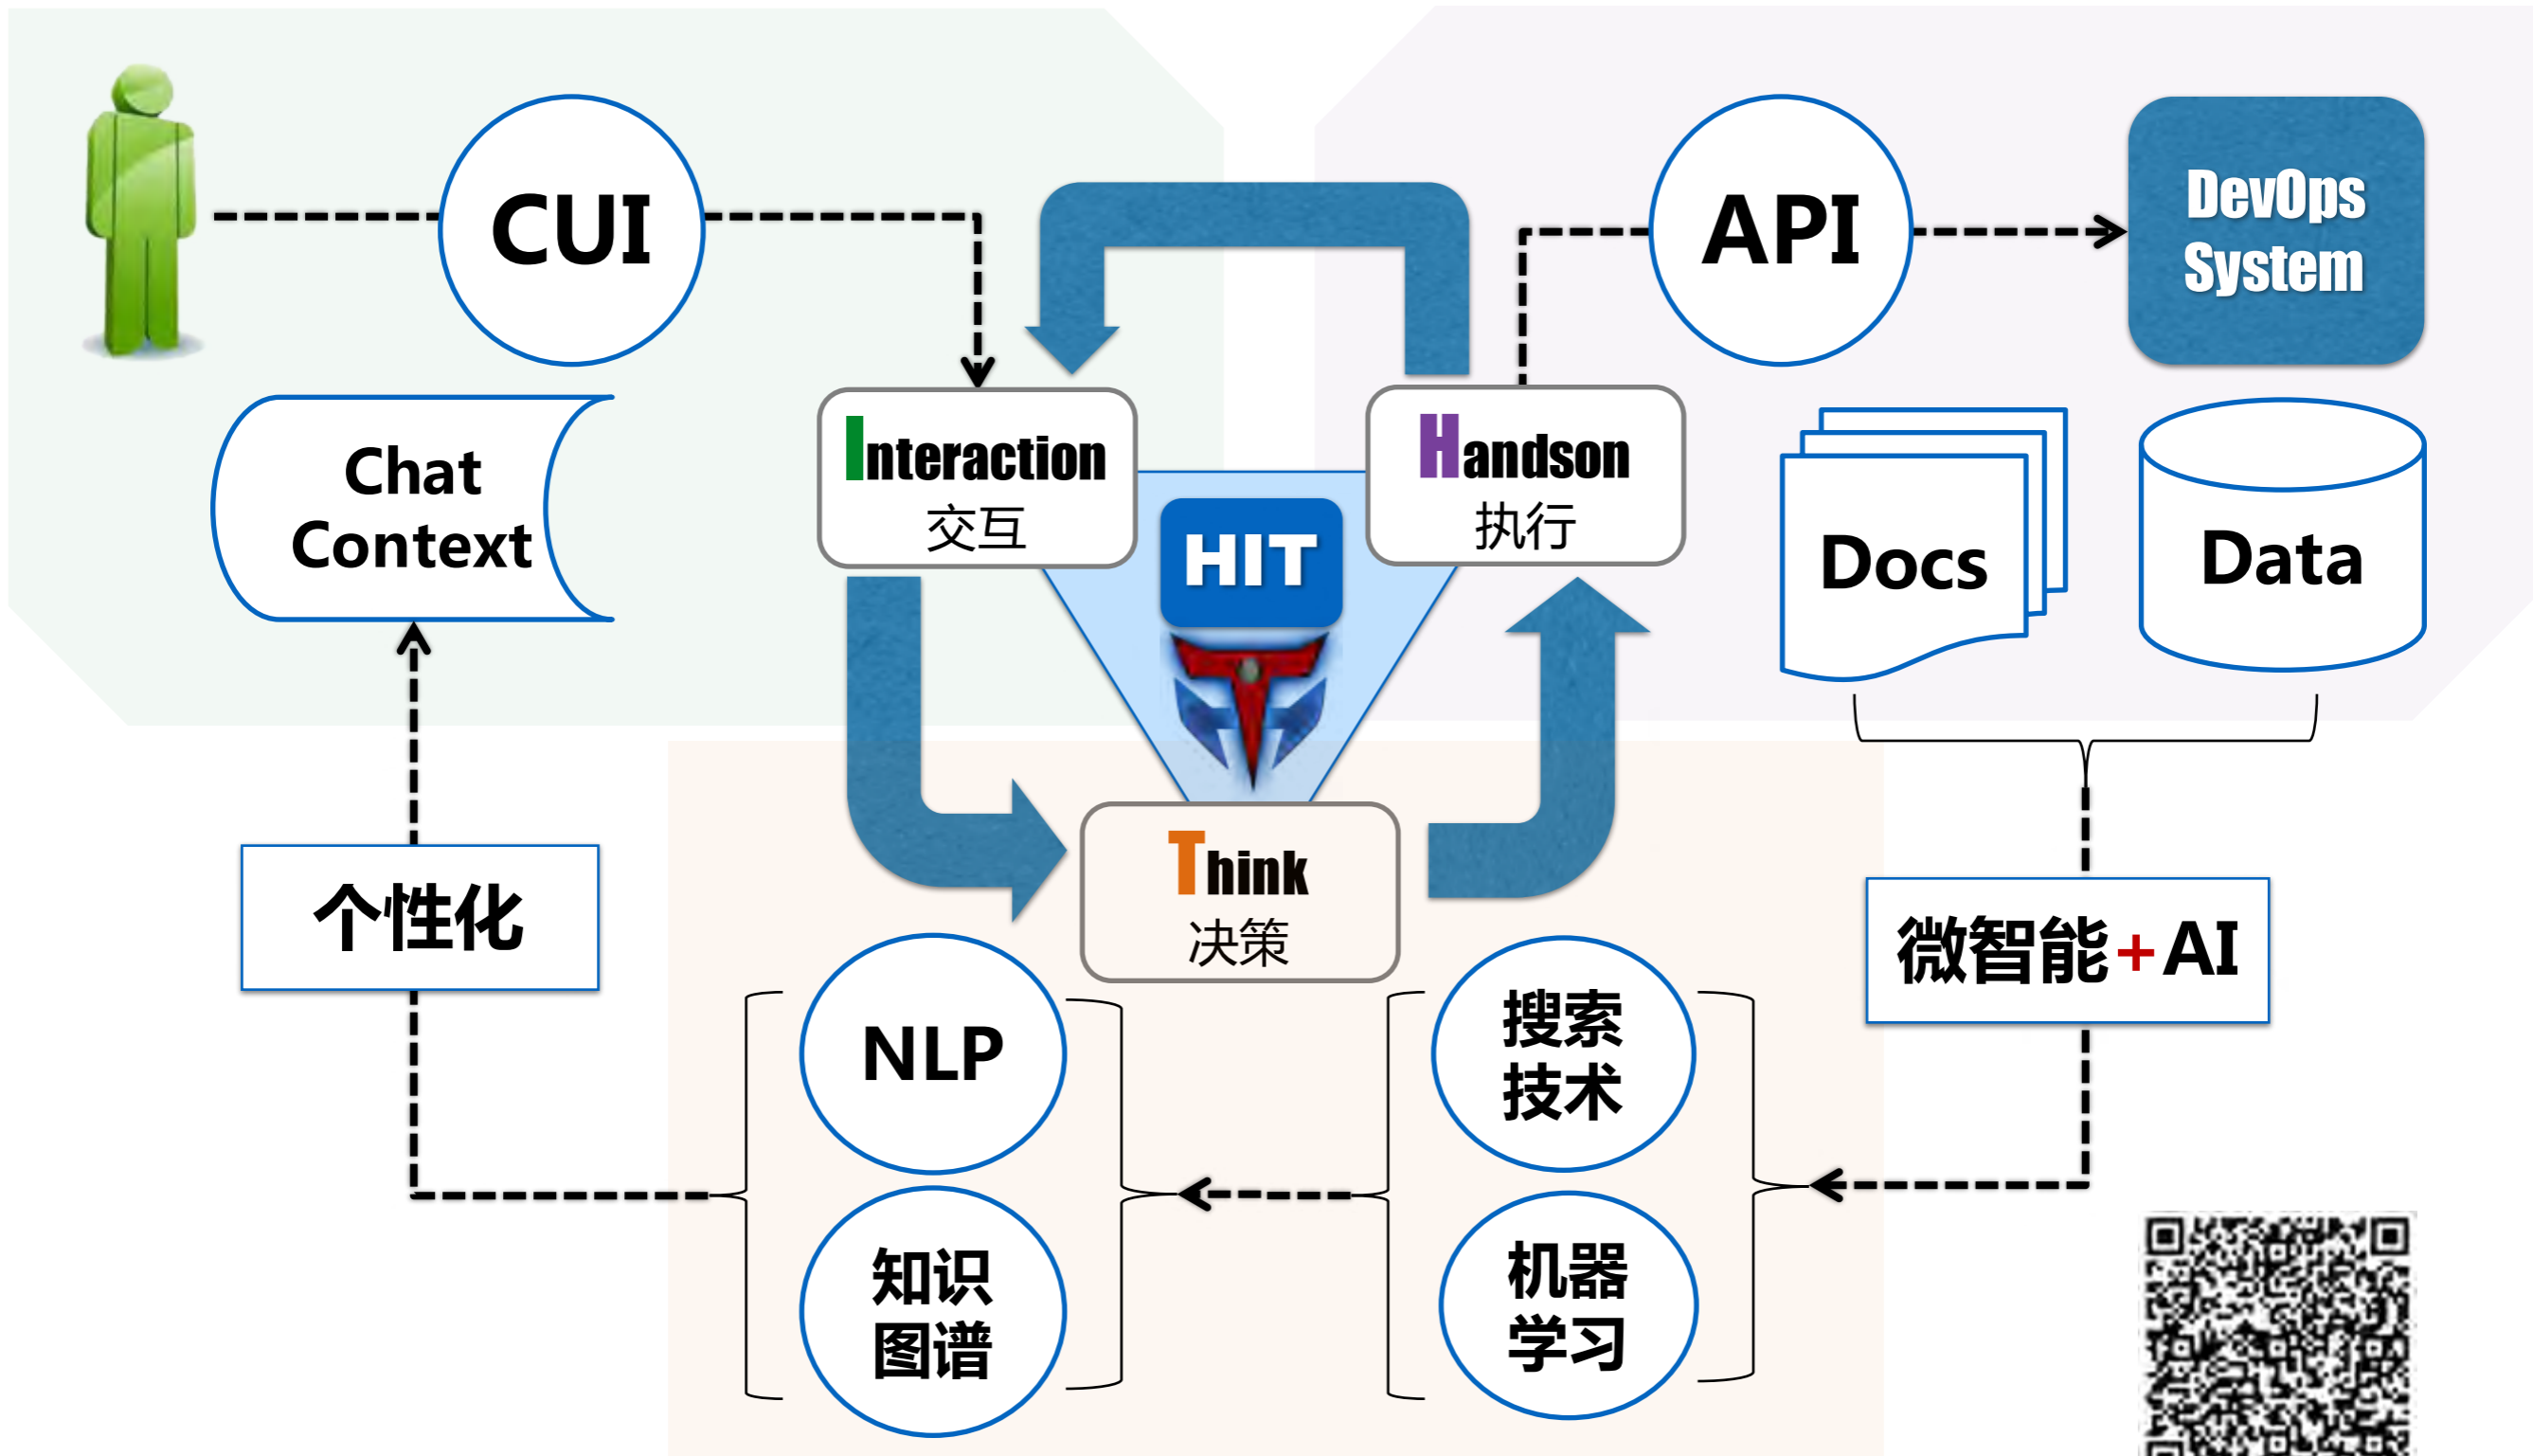 CUI
API
DevOps
System
Chat
Context
Interaction
交互
Handson
执行
HIT
Docs
Data
Think
决策
个性化
微智能+AI
NLP
搜索
技术
知识
图谱
机器
学习